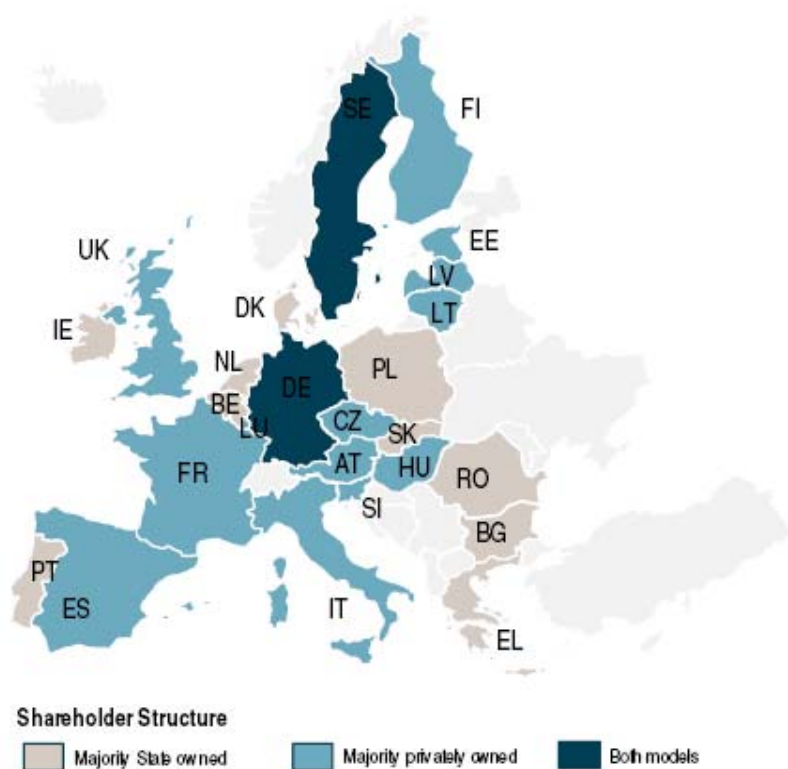 SE
FI
UK
EE
LV
DK
LT
IE
NL
PL
DE
BE
CZ
LU
SK
FR
AT
HU
RO
SI
BG
PT
ES
IT
EL
Shareholder Structure
Majority State owned
Majority privately owned
Both models